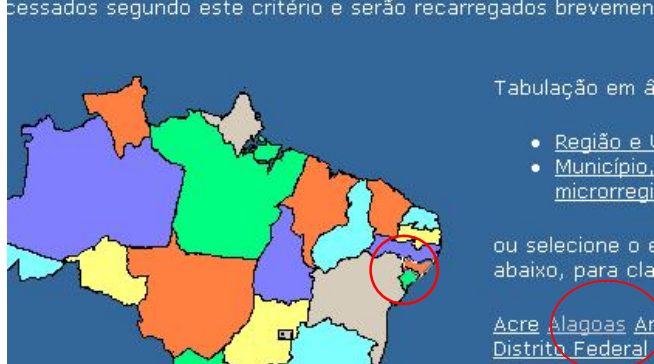 cessados segundo este critério e serão recarregados brevemen
Tabulação em â
Região e U
Município,
microrregi
ou selecione o e
abaixo, para cla
Acre Alagoas Am
Distrito Federal